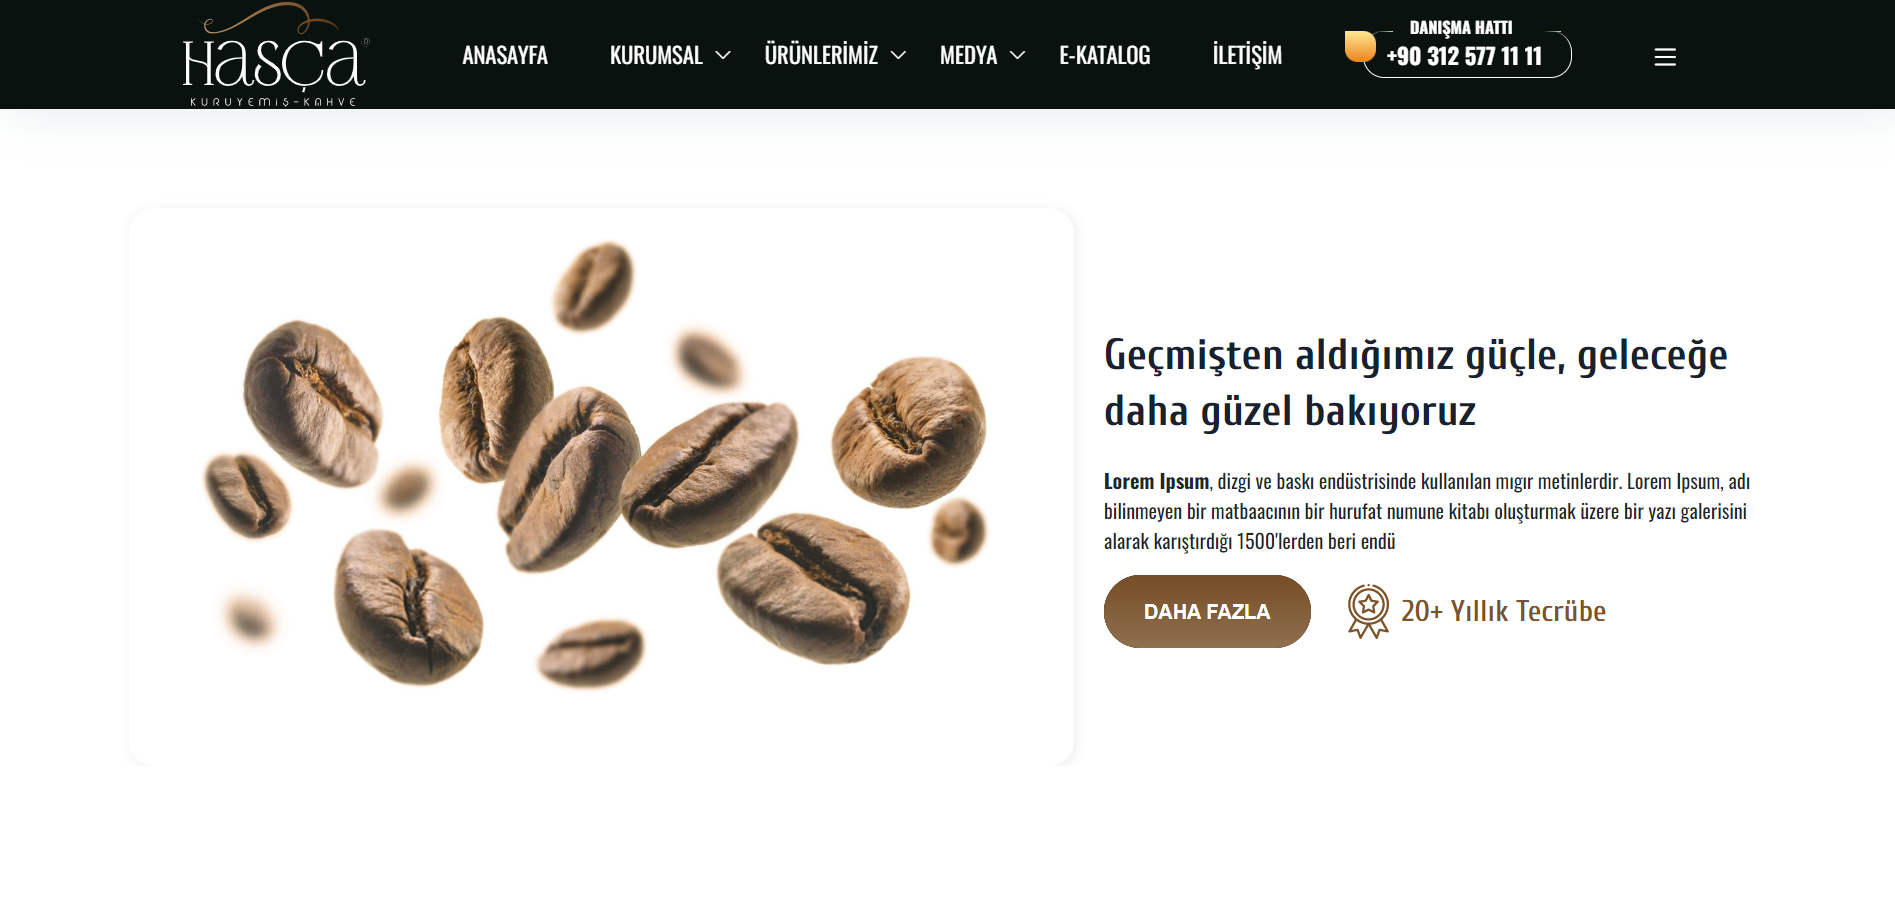 HASÇA®
KURUYEMİŞ-KAHVE
ANASAYFA
KURUMSAL
ÜRÜNLERİMİZ
MEDYA
E-KATALOG
İLETİŞİM
DANIŞMA HATTI
+90 312 577 11 11
Geçmişten aldığımız güçle, geleceğe
daha güzel bakıyoruz
Lorem Ipsum, dizgi ve baskı endüstrisinde kullanılan mıgır metinlerdir. Lorem Ipsum, adı
bilinmeyen bir matbaacının bir hurufat numune kitabı oluşturmak üzere bir yazı galerisini
alarak karıştırdığı 1500'lerden beri endü
DAHA FAZLA
20+ Yıllık Tecrübe